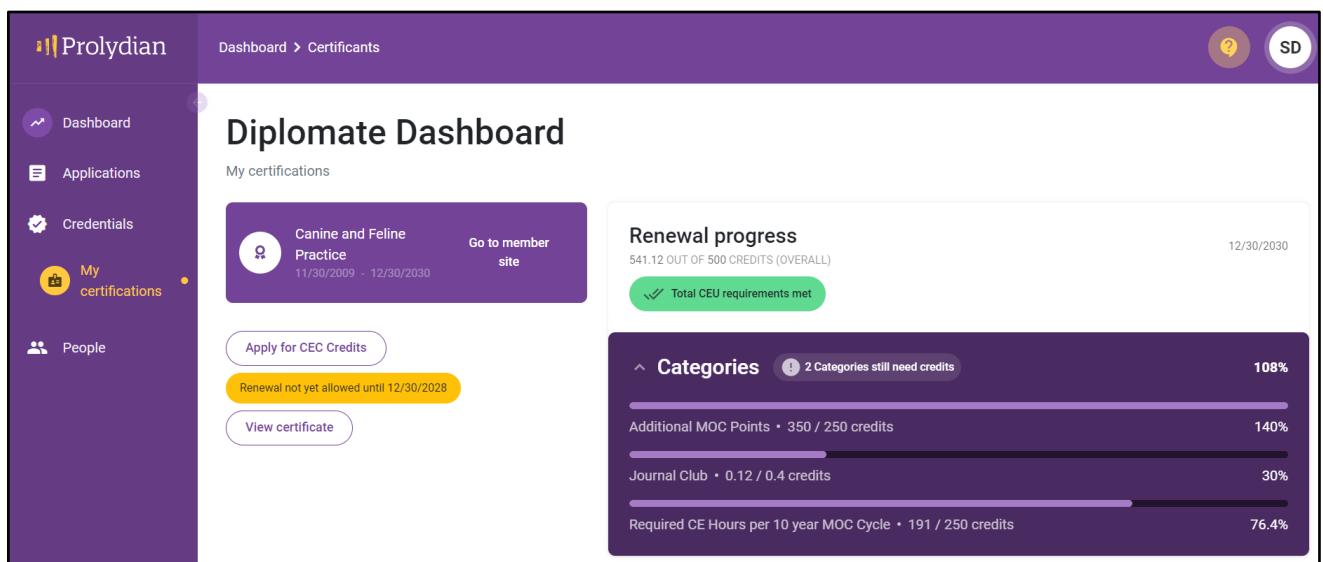 Prolydian
Dashboard > Certificants
SD
Dashboard
Applications
Credentials
My
certifications
People
Diplomate Dashboard
My certifications
Canine and Feline
Practice
11/30/2009 - 12/30/2030
Go to member
site
Apply for CEC Credits
Renewal not yet allowed until 12/30/2028
View certificate
Renewal progress
12/30/2030
541.12 OUT OF 500 CREDITS (OVERALL)
Total CEU requirements met
Categories
2 Categories still need credits
108%
Additional MOC Points • 350 / 250 credits
140%
Journal Club • 0.12 / 0.4 credits
30%
Required CE Hours per 10 year MOC Cycle • 191 / 250 credits
76.4%